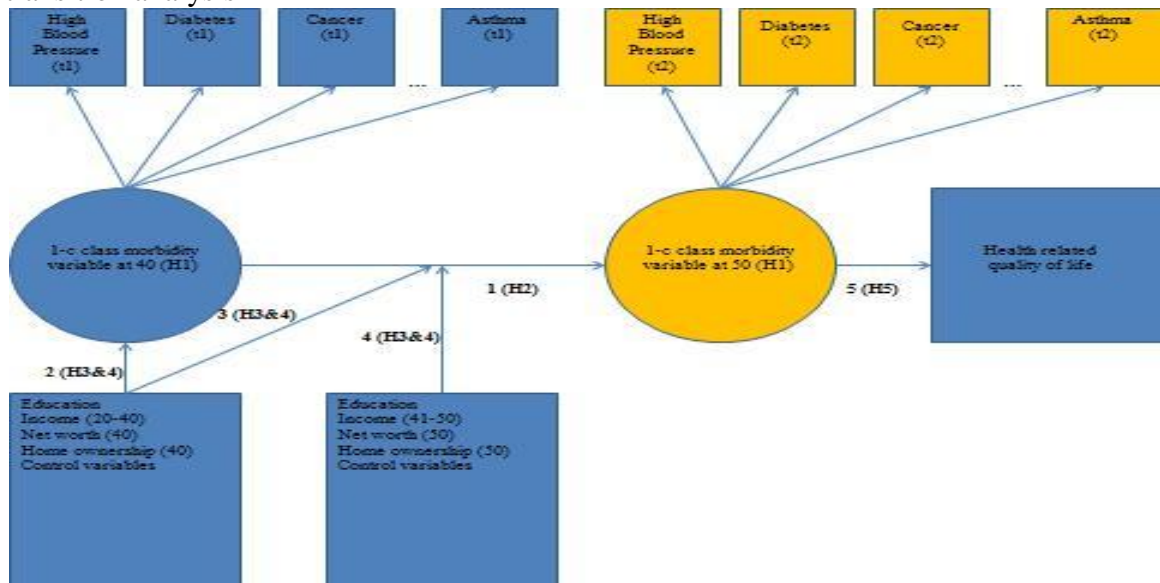 transition analysis
High
Blood
Pressure
(t1)
Diabetes
(t1)
Cancer
(t1)
...
Asthma
(t1)
High
Blood
Pressure
(t2)
Diabetes
(t2)
Cancer
(t2)
...
Asthma
(t2)
1-c class morbidity
variable at 40 (H1)
1 (H2)
1-c class morbidity
variable at 50 (H1)
5 (H5)
Health related
quality of life
2 (H3&4)
3 (H3&4)
4 (H3&4)
Education
Income (20-40)
Net worth (40)
Home ownership (40)
Control variables
Education
Income (41-50)
Net worth (50)
Home ownership (50)
Control variables